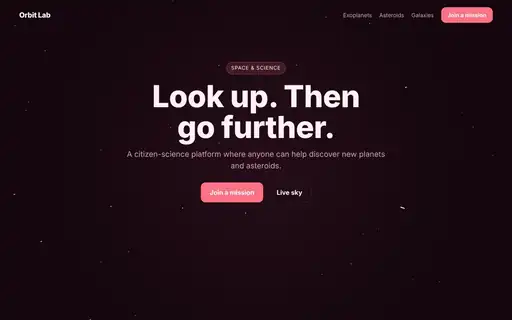 Orbit Lab
Exoplanets
Asteroids
Galaxies
Join a mission
SPACE & SCIENCE
Look up. Then
go further.
A citizen-science platform where anyone can help discover new planets
and asteroids.
Join a mission
Live sky